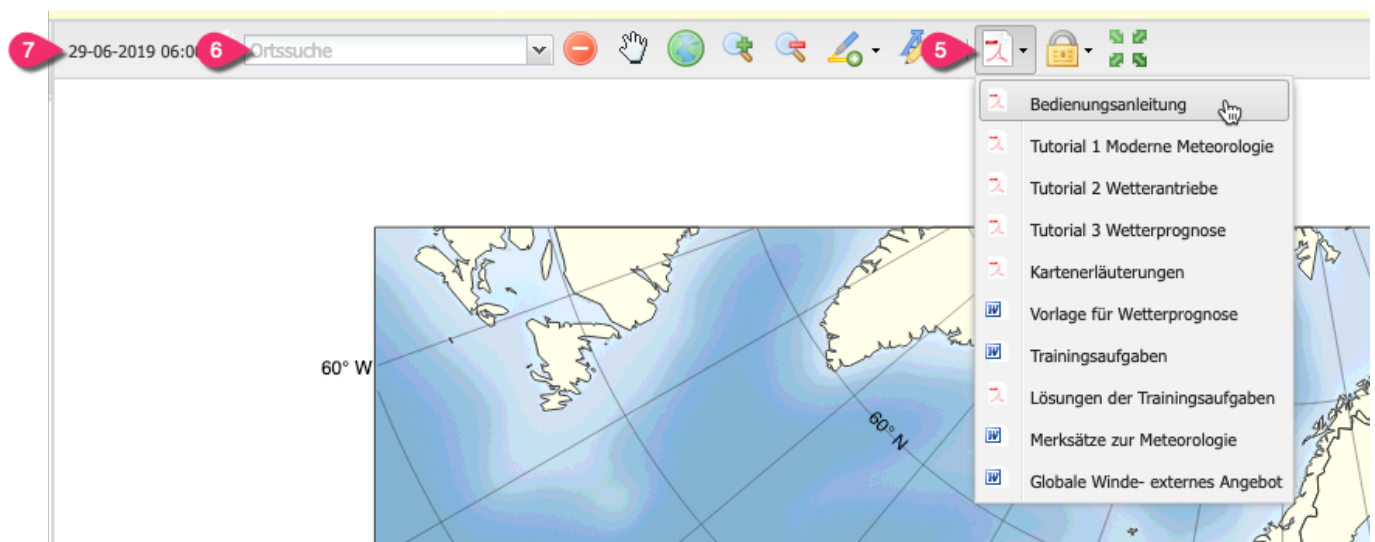 7 29-06-2019 06:00 6 Ortssuche 5
Bedienungsanleitung
Tutorial 1 Moderne Meteorologie
Tutorial 2 Wetterantriebe
Tutorial 3 Wetterprognose
Kartenerläuterungen
Vorlage für Wetterprognose
Trainingsaufgaben
Lösungen der Trainingsaufgaben
Merksätze zur Meteorologie
Globale Winde- externes Angebot
60° W
60° N